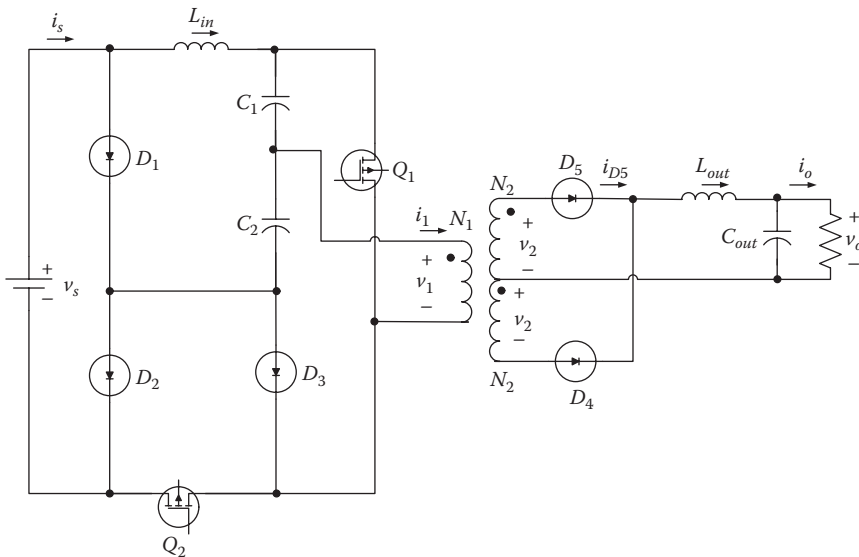 i_s
L_in
C_1
D_1
Q_1
D_5
i_D5
L_out
i_o
N_2
C_2
i_1
N_1
+
v_2
−
C_out
+
v_o
−
+
v_s
−
+
v_1
−
+
v_2
−
D_2
D_3
N_2
D_4
Q_2